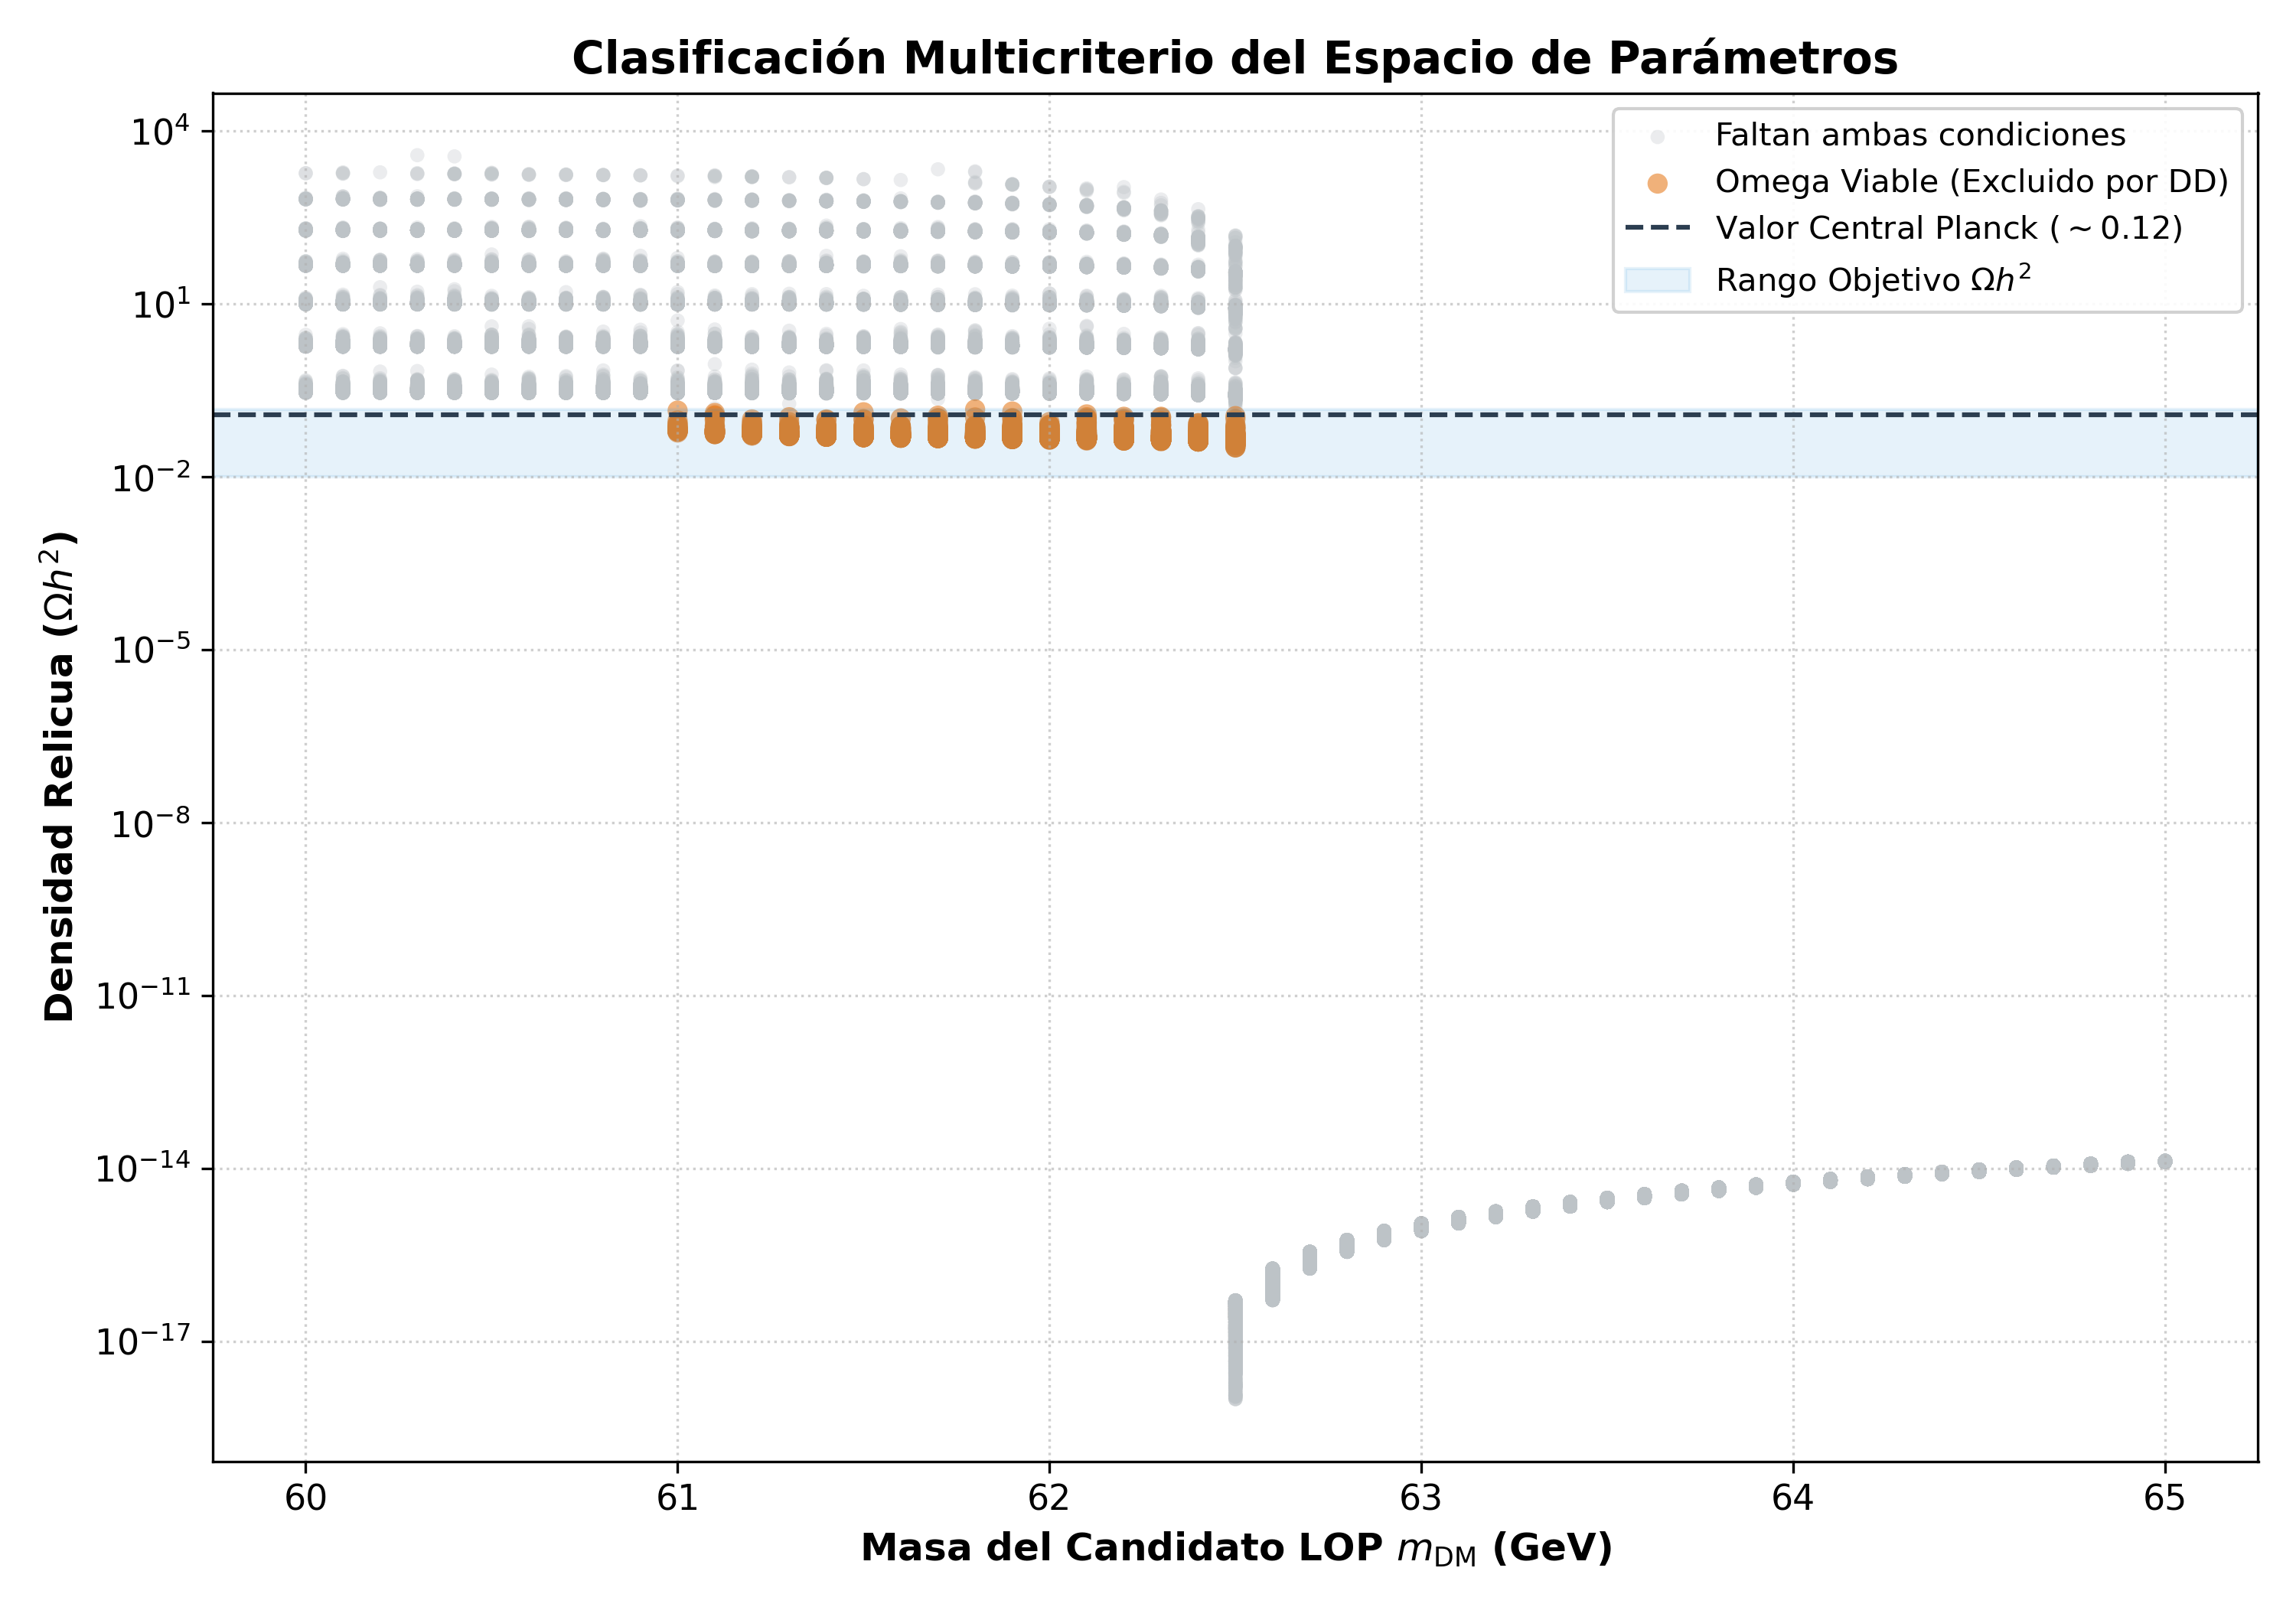 Clasificación Multicriterio del Espacio de Parámetros
Faltan ambas condiciones
Omega Viable (Excluido por DD)
Valor Central Planck (∼0.12)
Rango Objetivo Ωh²
Densidad Relicua (Ωh²)
10⁴
10¹
10⁻²
10⁻⁵
10⁻⁸
10⁻¹¹
10⁻¹⁴
10⁻¹⁷
60 61 62 63 64 65
Masa del Candidato LOP m_DM (GeV)